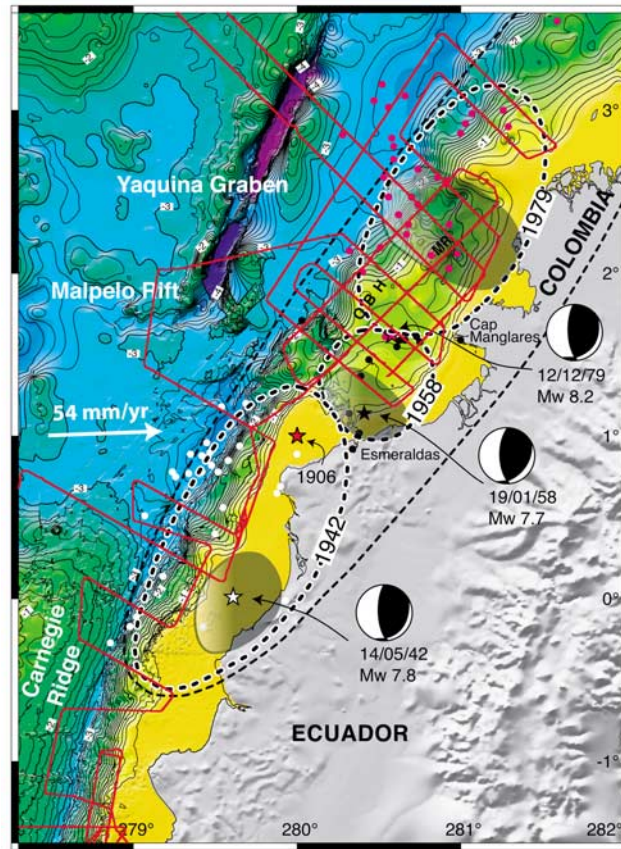 3°
Yaquina Graben
1979
COLOMBIA
MR
2°
Malpelo Rift
O B H
Cap
Manglares
12/12/79
Mw 8.2
1958
54 mm/yr
1°
Esmeraldas
1906
19/01/58
Mw 7.7
1942
0°
14/05/42
Mw 7.8
Carnegie
Ridge
ECUADOR
-1°
279°
280°
281°
282°